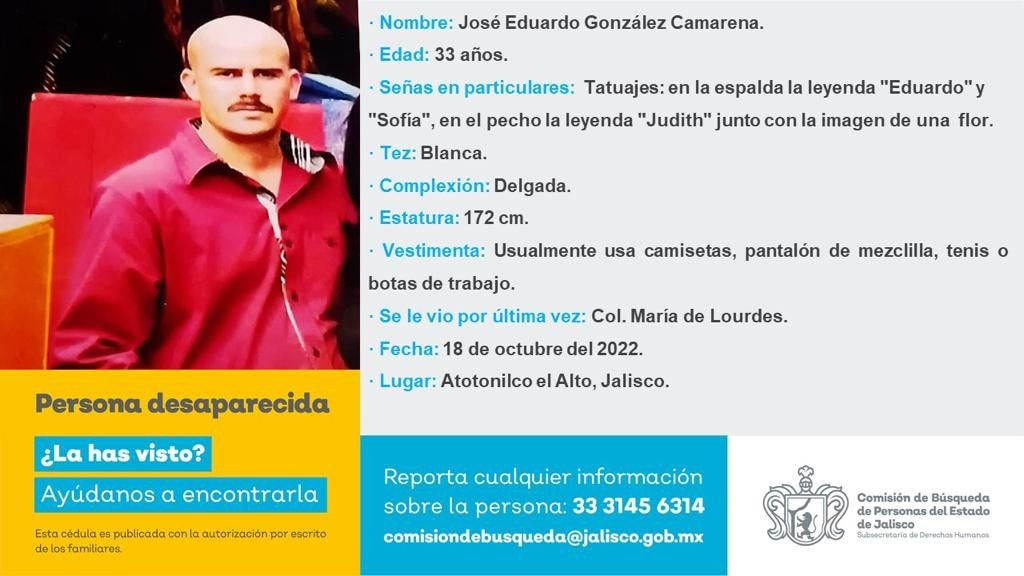 · Nombre: José Eduardo González Camarena.
· Edad: 33 años.
· Señas en particulares: Tatuajes: en la espalda la leyenda "Eduardo" y
"Sofía", en el pecho la leyenda "Judith" junto con la imagen de una flor.
· Tez: Blanca.
· Complexión: Delgada.
· Estatura: 172 cm.
· Vestimenta: Usualmente usa camisetas, pantalón de mezclilla, tenis o
botas de trabajo.
· Se le vio por última vez: Col. María de Lourdes.
· Fecha: 18 de octubre del 2022.
· Lugar: Atotonilco el Alto, Jalisco.
Persona desaparecida
¿La has visto?
Ayúdanos a encontrarla
Esta cédula es publicada con la autorización por escrito
de los familiares.
Reporta cualquier información
sobre la persona: 33 3145 6314
comisiondebusqueda@jalisco.gob.mx
Comisión de Búsqueda
de Personas del Estado
de Jalisco
Subsecretaría de Derechos Humanos